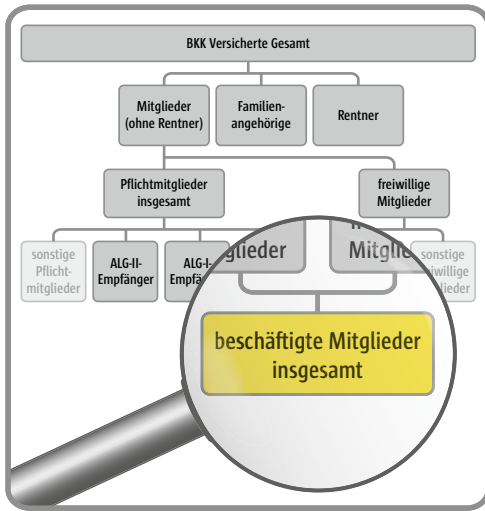 BKK Versicherte Gesamt
Mitglieder
(ohne Rentner)
Familien-
angehörige
Rentner
Pflichtmitglieder
insgesamt
freiwillige
Mitglieder
sonstige
Pflicht-
mitglieder
ALG-II-
Empfänger
ALG-I-
beschäftigte Mitglieder
insgesamt
sonstige